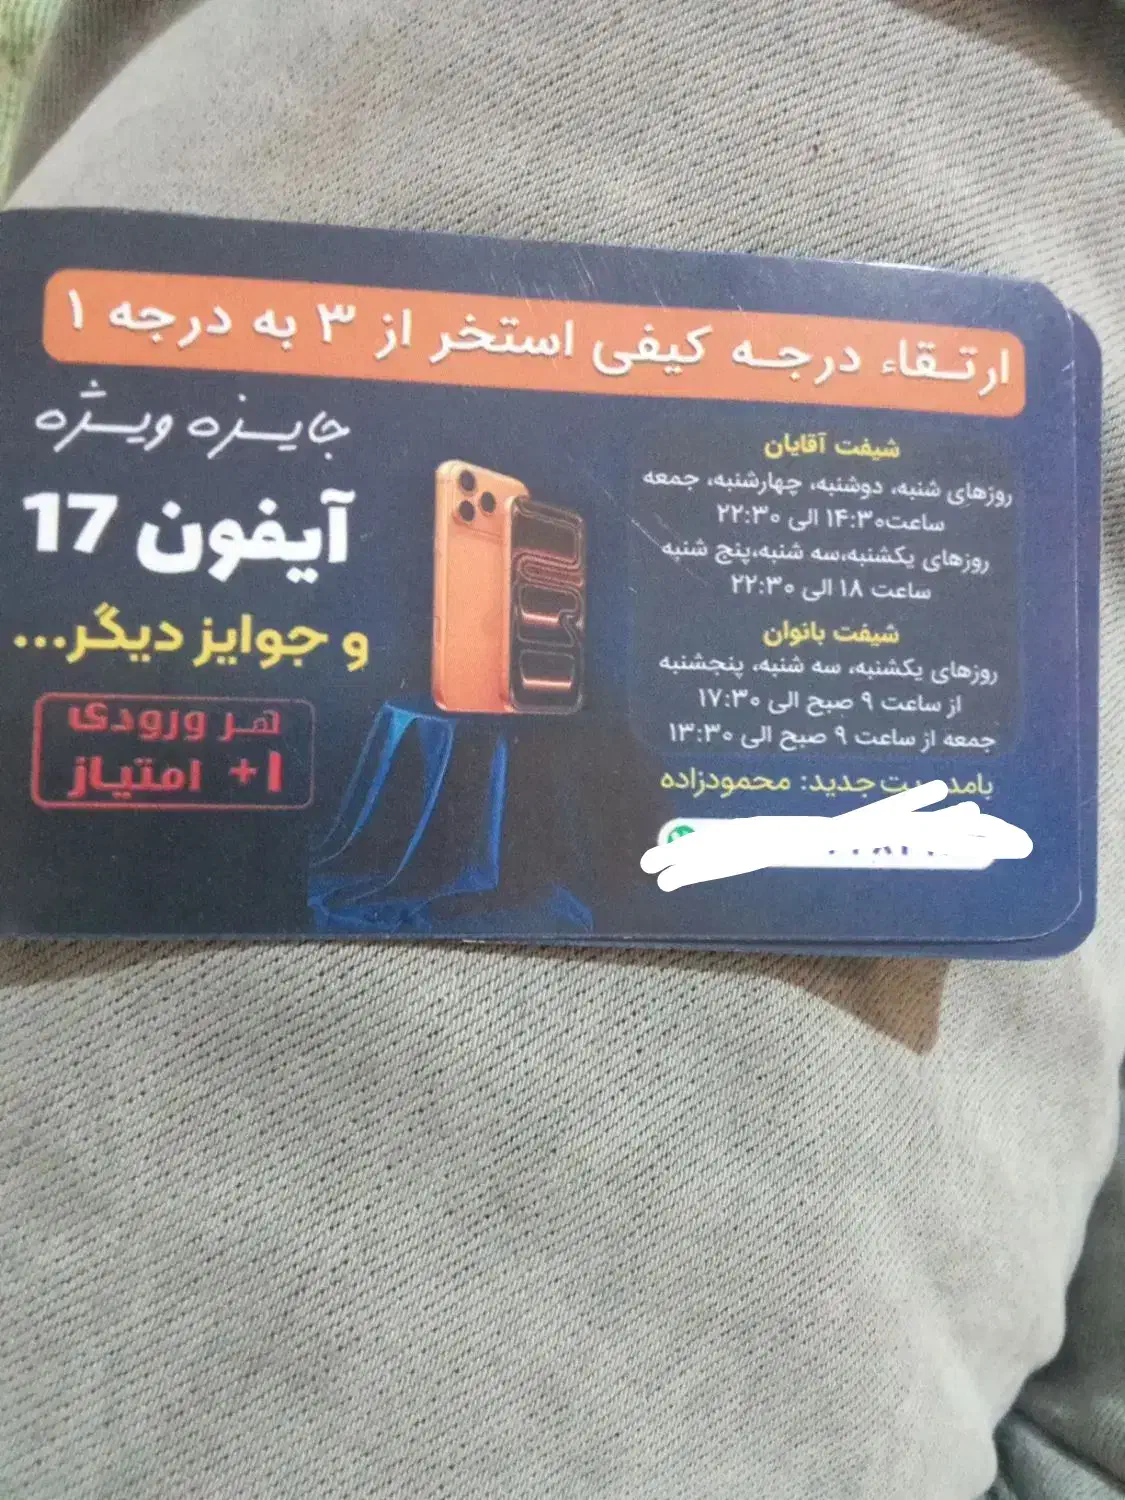 ارتقاء درجه کیفی استخر از ۳ به درجه ۱
جایزه ویژه
آیفون 17
و جوایز دیگر...
هر ورودی
+۱ امتیاز
شیفت آقایان
روزهای شنبه، دوشنبه، چهارشنبه، جمعه
ساعت۱۴:۳۰ الی ۲۲:۳۰
روزهای یکشنبه،سه شنبه،پنج شنبه
ساعت ۱۸ الی ۲۲:۳۰
شیفت بانوان
روزهای یکشنبه، سه شنبه، پنجشنبه
از ساعت ۹ صبح الی ۱۷:۳۰
جمعه از ساعت ۹ صبح الی ۱۳:۳۰
جدید: محمودزاده